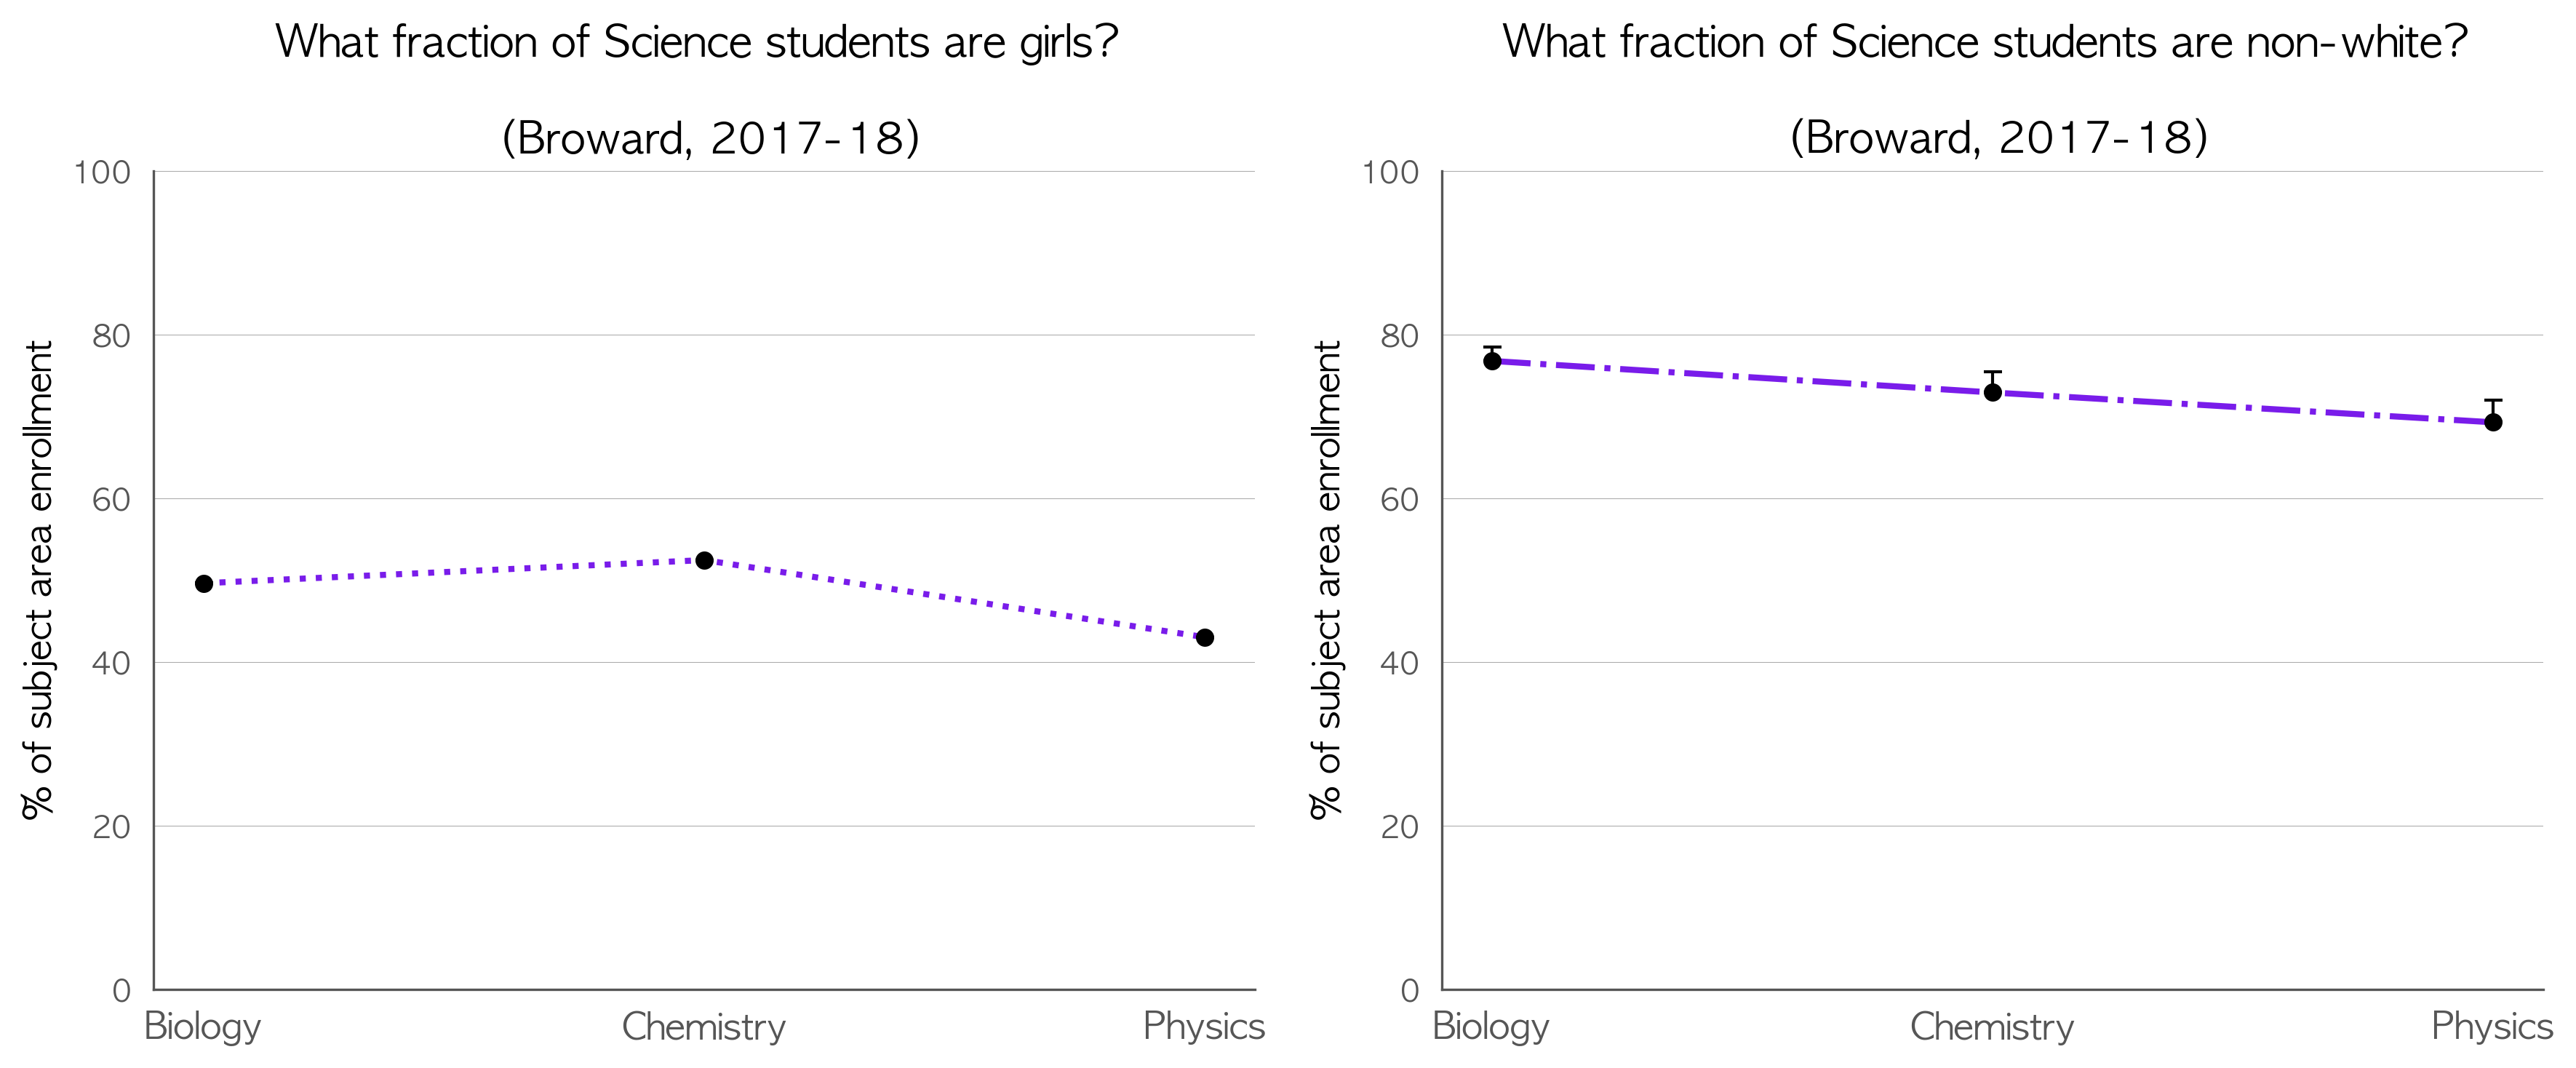 What fraction of Science students are girls?
(Broward, 2017-18)
100
80
60
40
20
0
% of subject area enrollment
Biology
Chemistry
Physics
What fraction of Science students are non-white?
(Broward, 2017-18)
100
80
60
40
20
0
% of subject area enrollment
Biology
Chemistry
Physics